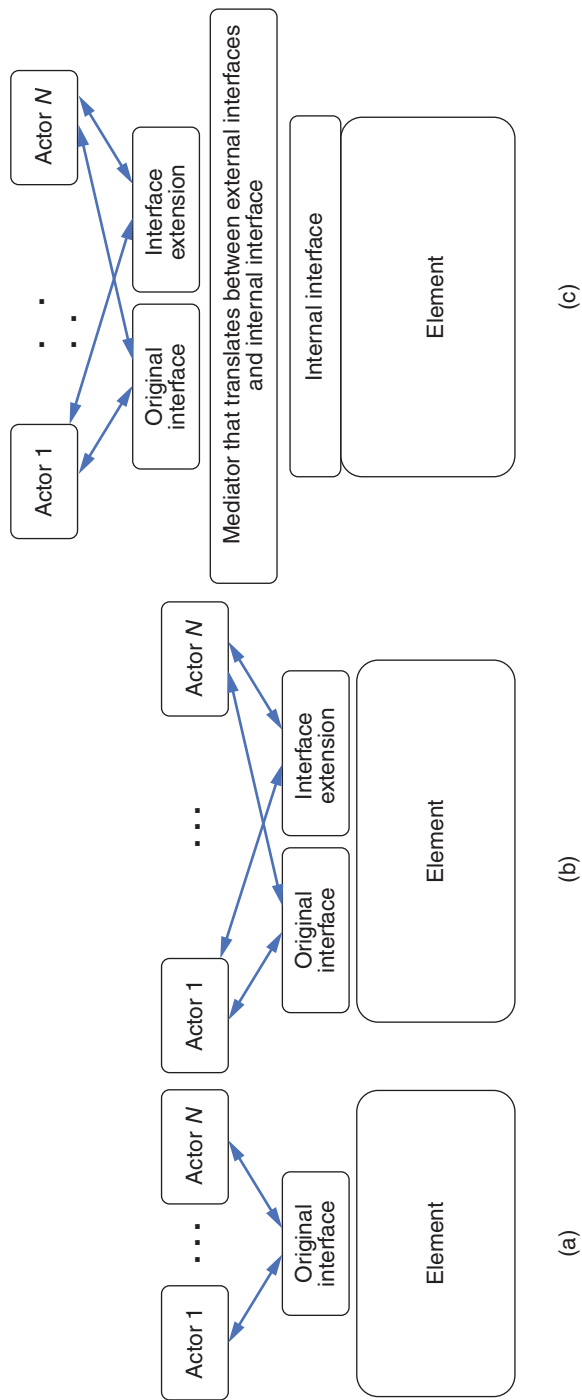 Actor 1
...
Actor N
Original
interface
Element
(a)
Actor 1
...
Actor N
Original
interface
Interface
extension
Element
(b)
Actor 1
Actor N
Original
interface
Interface
extension
Mediator that translates between external interfaces
and internal interface
Internal interface
Element
(c)